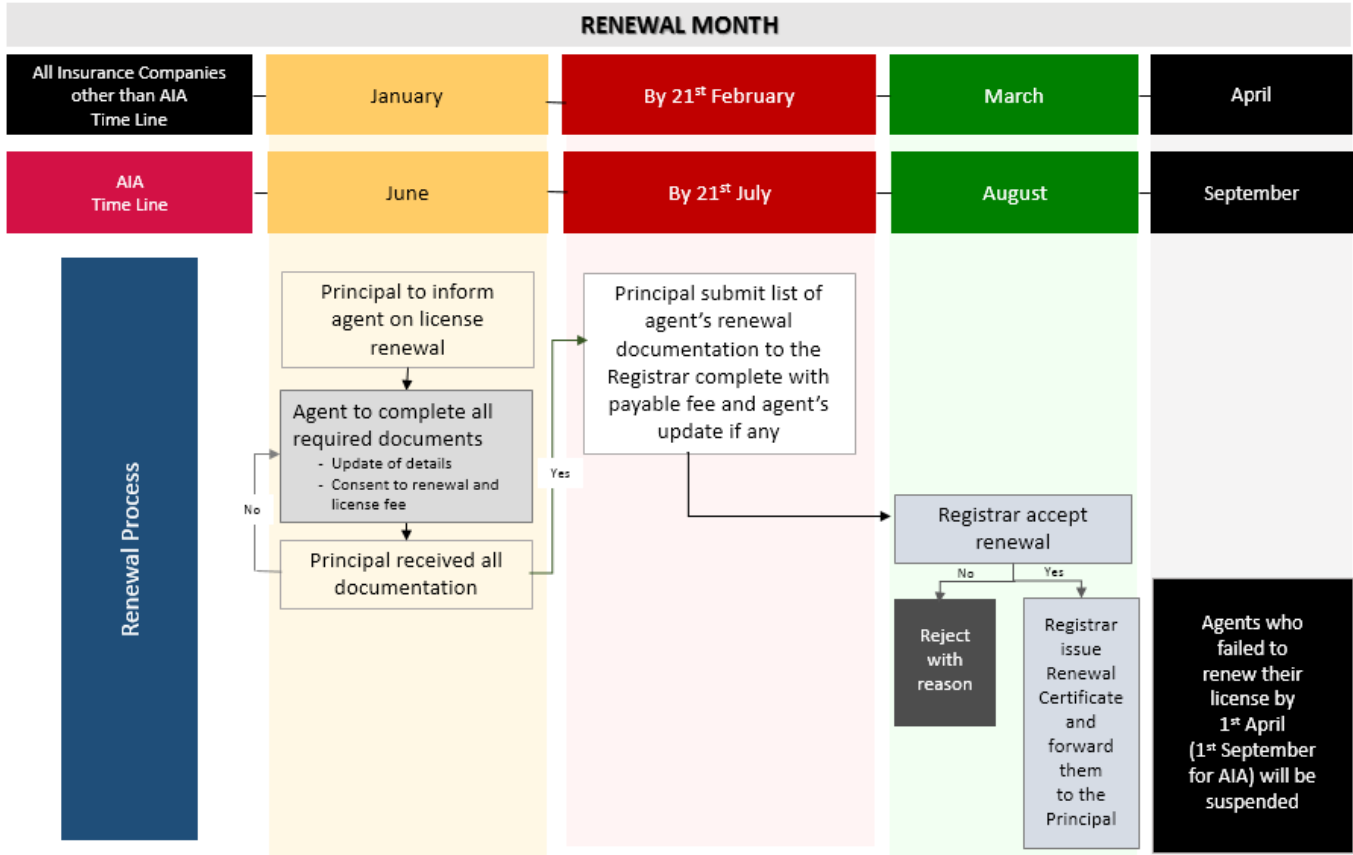 RENEWAL MONTH
All Insurance Companies
other than AIA
Time Line
January
By 21st February
March
April
AIA
Time Line
June
By 21st July
August
September
Renewal Process
Principal to inform
agent on license
renewal
Agent to complete all
required documents
- Update of details
- Consent to renewal and
license fee
No
Principal received all
documentation
Yes
Principal submit list of
agent’s renewal
documentation to the
Registrar complete with
payable fee and agent’s
update if any
Registrar accept
renewal
No
Yes
Reject
with
reason
Registrar
issue
Renewal
Certificate
and
forward
them
to the
Principal
Agents who
failed to
renew their
license by
1st April
(1st September
for AIA) will be
suspended